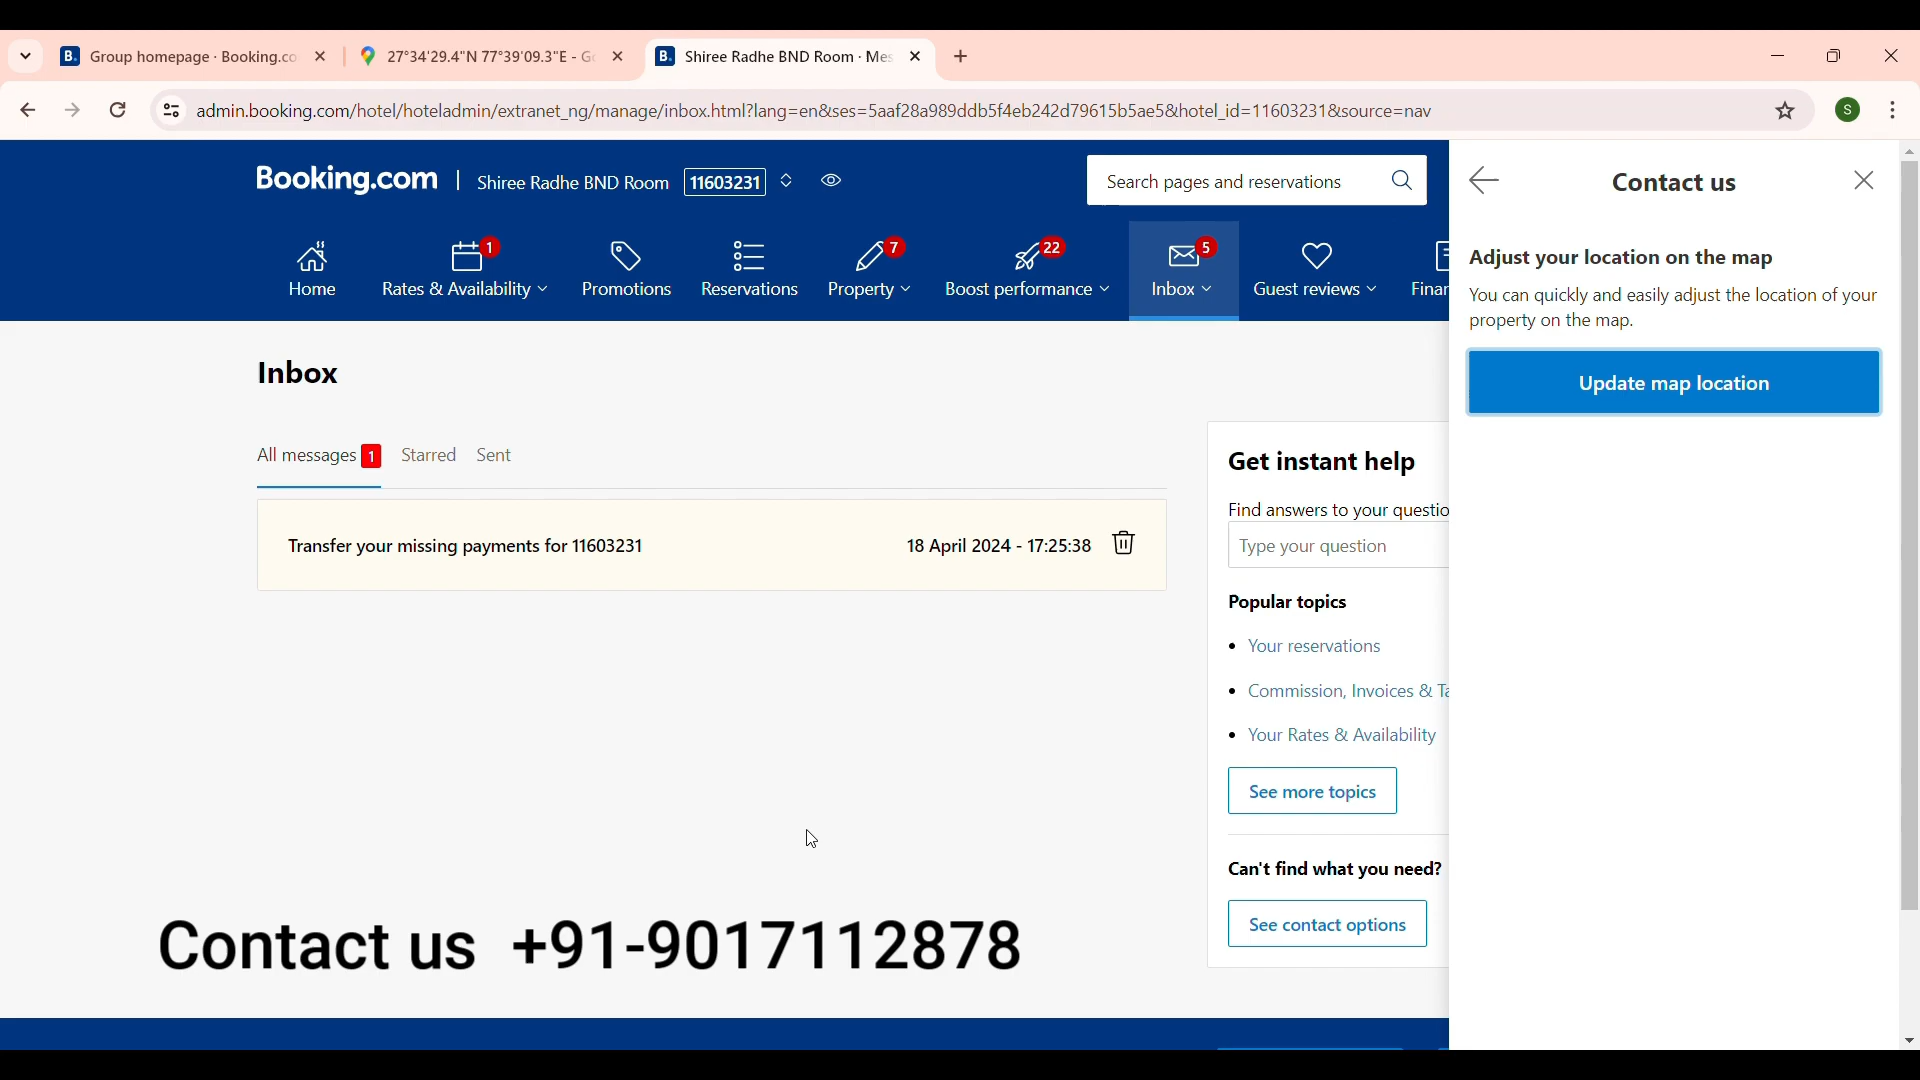 Group homepage · Booking.co
27°34'29.4"N 77°39'09.3"E - Go
Shiree Radhe BND Room · Mes
admin.booking.com/hotel/hoteladmin/extranet_ng/manage/inbox.html?lang=en&ses=5aaf28a989ddb5f4eb242d79615b5ae5&hotel_id=11603231&source=nav
S
Booking.com
Shiree Radhe BND Room 11603231
Search pages and reservations
Home
Rates & Availability 1
Promotions
Reservations
Property 7
Boost performance 22
Inbox 5
Guest reviews
Finan
Inbox
All messages 1 Starred Sent
Transfer your missing payments for 11603231 18 April 2024 - 17:25:38
Get instant help
Find answers to your questio
Type your question
Popular topics
• Your reservations
• Commission, Invoices & Ta
• Your Rates & Availability
See more topics
Can't find what you need?
See contact options
Contact us
Adjust your location on the map
You can quickly and easily adjust the location of your
property on the map.
Update map location
Contact us +91-9017112878